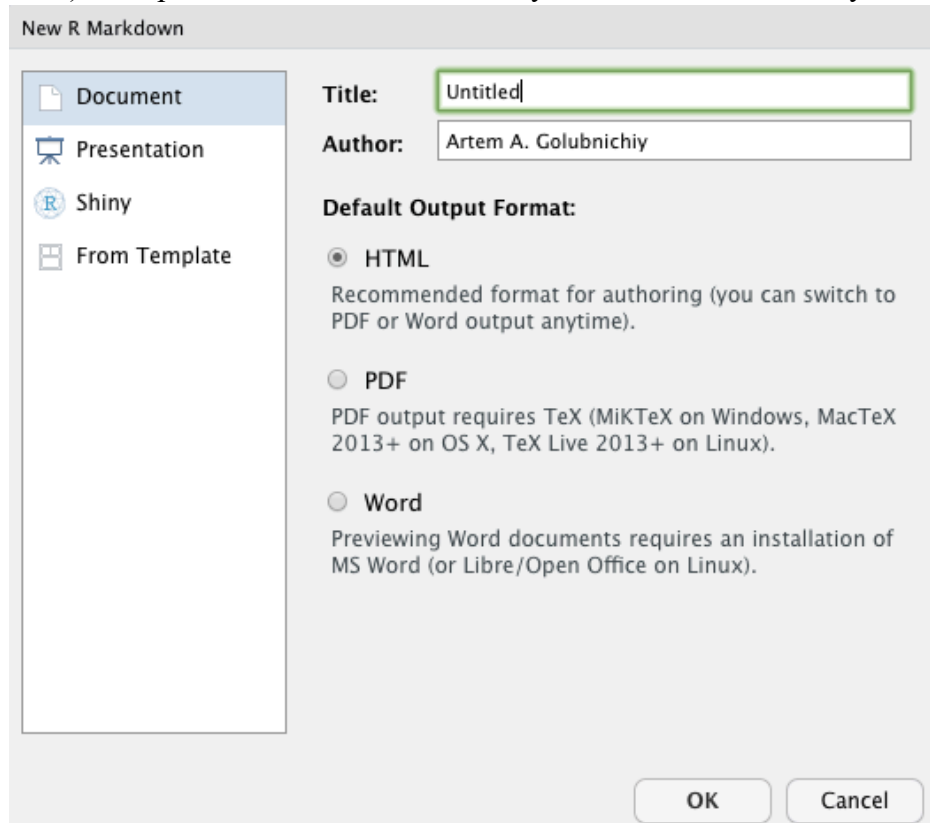 New R Markdown
Document
Presentation
Shiny
From Template
Title:
Untitled
Author:
Artem A. Golubnichiy
Default Output Format:
HTML
Recommended format for authoring (you can switch to
PDF or Word output anytime).
PDF
PDF output requires TeX (MiKTeX on Windows, MacTeX
2013+ on OS X, TeX Live 2013+ on Linux).
Word
Previewing Word documents requires an installation of
MS Word (or Libre/Open Office on Linux).
OK
Cancel